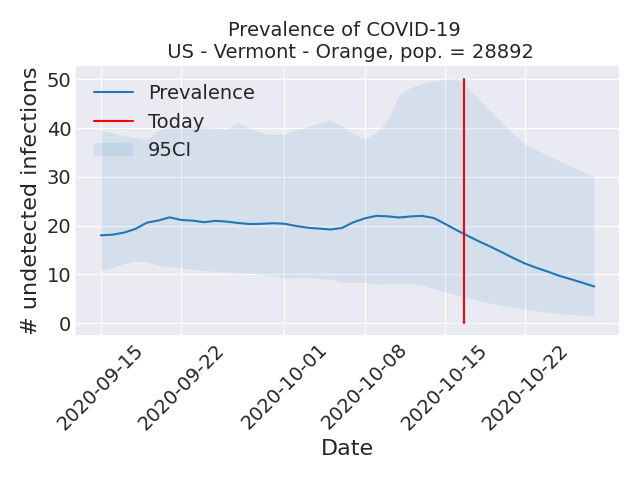 Prevalence of COVID-19
US - Vermont - Orange, pop. = 28892
# undetected infections
50
40
30
20
10
0
Prevalence
Today
95CI
2020-09-15
2020-09-22
2020-10-01
2020-10-08
2020-10-15
2020-10-22
Date